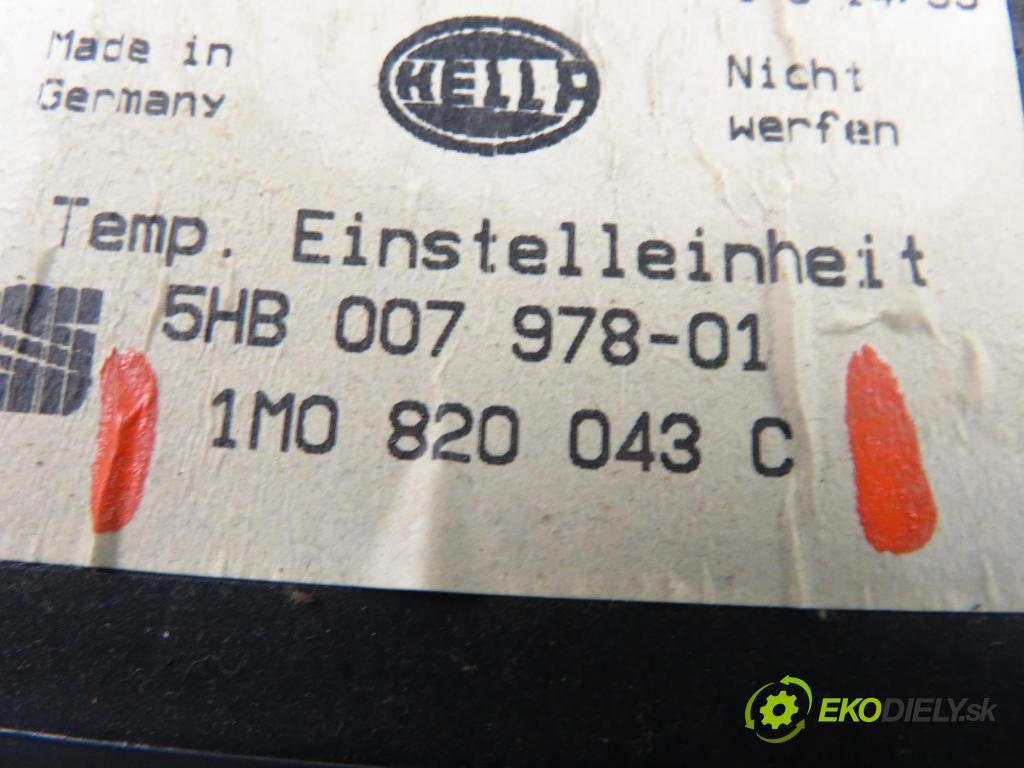 Made in
Germany
HELLA
Nicht
werfen
Temp. Einstelleinheit
5HB 007 978-01
1M0 820 043 C
EKODIELY.sk